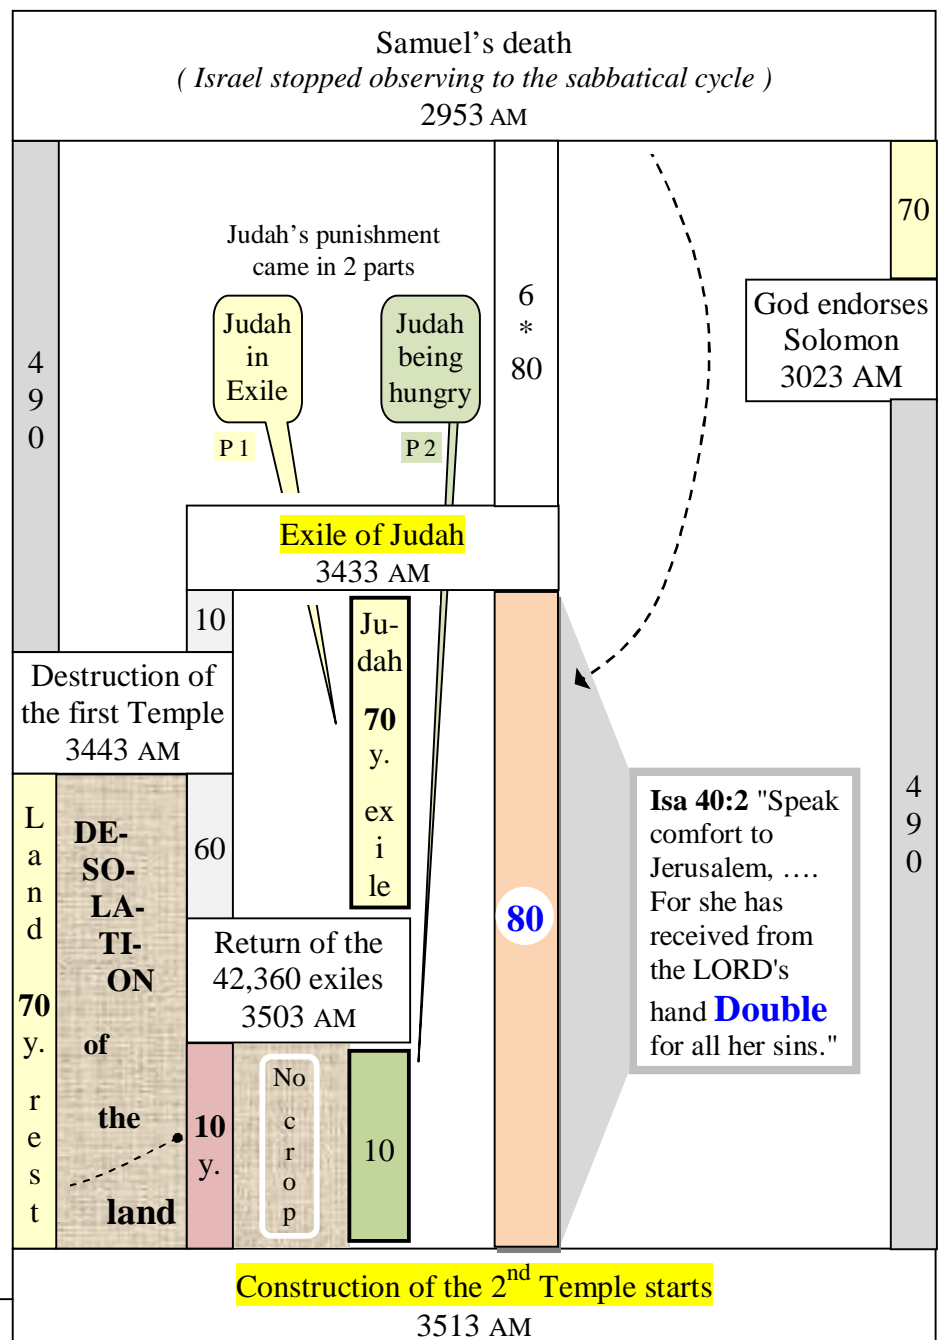 Samuel’s death
( Israel stopped observing to the sabbatical cycle )
2953 AM
70
Judah’s punishment
came in 2 parts
Judah
in
Exile
P 1
Judah
being
hungry
P 2
6
*
80
God endorses
Solomon
3023 AM
4
9
0
Exile of Judah
3433 AM
10
Ju-
dah
70
y.
ex
i
le
Destruction of
the first Temple
3443 AM
L
a
n
d
70
y.
r
e
s
t
DE-
SO-
LA-
TI-
ON
of
the
land
60
80
Isa 40:2 "Speak
comfort to
Jerusalem, ….
For she has
received from
the LORD's
hand Double
for all her sins."
4
9
0
Return of the
42,360 exiles
3503 AM
10
y.
No
c
r
o
p
10
Construction of the 2nd Temple starts
3513 AM